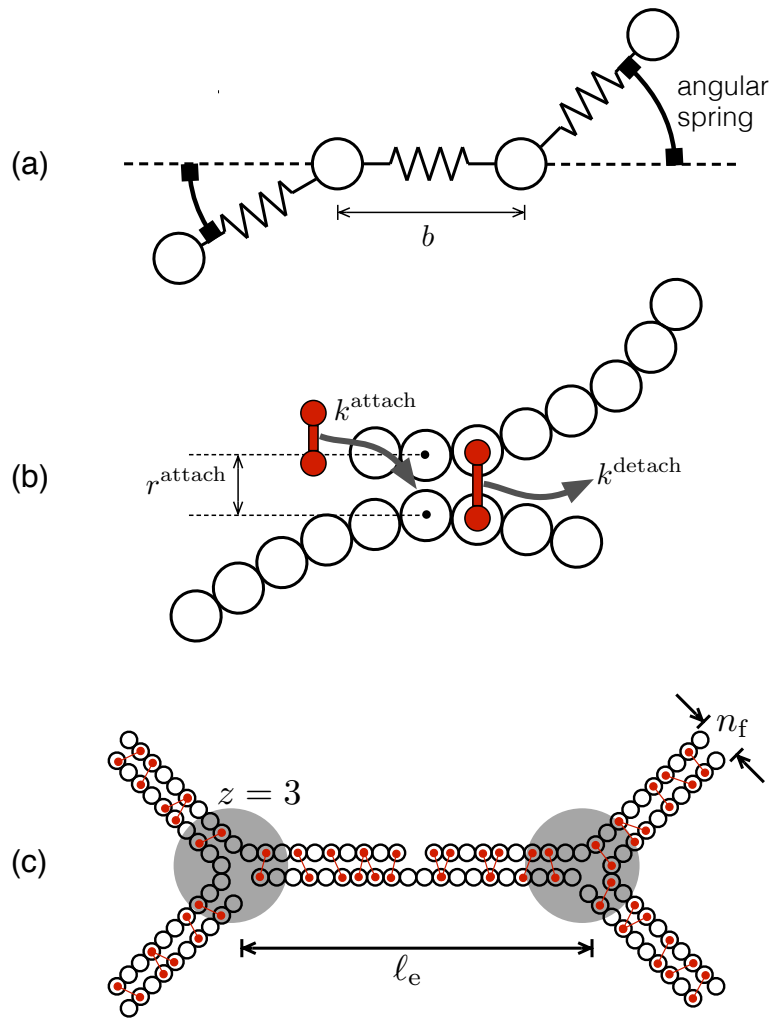 angular
spring
(a)
b
k^attach
(b)
r^attach
k^detach
n_f
z = 3
(c)
ℓ_e